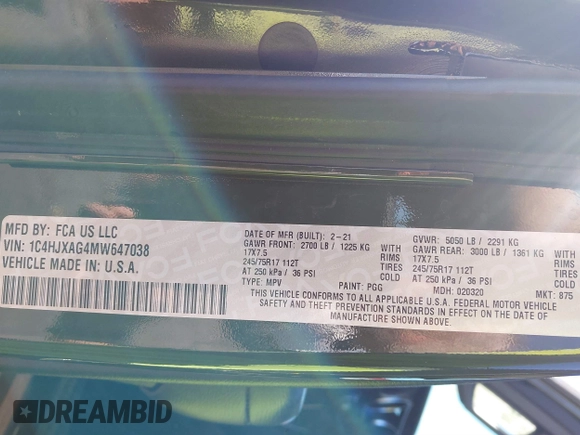 MFD BY: FCA US LLC
VIN: 1C4HJXAG4MW647038
VEHICLE MADE IN: U.S.A.
DATE OF MFR (BUILT): 2-21
GAWR FRONT: 2700 LB / 1225 KG
17X7.5 RIMS
245/75R17 112T TIRES
AT 250 kPa / 36 PSI COLD
TYPE: MPV PAINT: PGG
GVWR: 5050 LB / 2291 KG
GAWR REAR: 3000 LB / 1361 KG
17X7.5 RIMS
245/75R17 112T TIRES
AT 250 kPa / 36 PSI COLD
MDH: 020320 MKT: 875
THIS VEHICLE CONFORMS TO ALL APPLICABLE U.S.A. FEDERAL MOTOR VEHICLE
SAFETY AND THEFT PREVENTION STANDARDS IN EFFECT ON THE DATE OF
MANUFACTURE SHOWN ABOVE.
DREAMBID